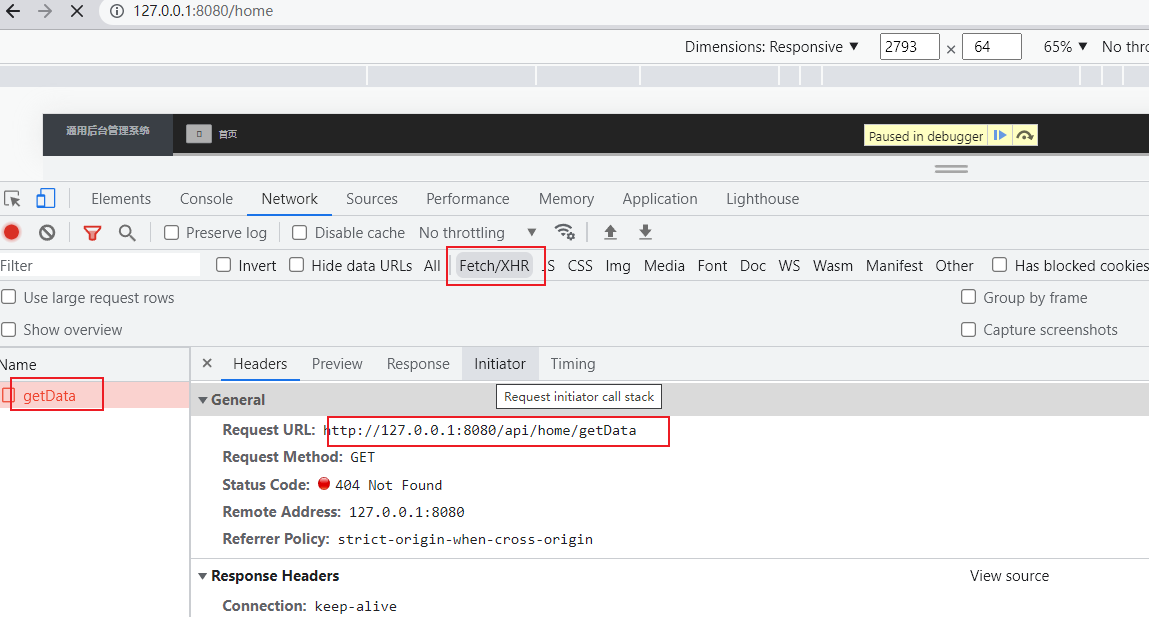 127.0.0.1:8080/home
Dimensions: Responsive ▼ 2793 × 64 65% ▼ No thro
通用后台管理系统 首页 Paused in debugger
Elements Console Network Sources Performance Memory Application Lighthouse
Preserve log Disable cache No throttling ▼
Filter Invert Hide data URLs All Fetch/XHR JS CSS Img Media Font Doc WS Wasm Manifest Other Has blocked cookies
Use large request rows Group by frame
Show overview Capture screenshots
Name × Headers Preview Response Initiator Timing
getData
Request initiator call stack
▼ General
Request URL: http://127.0.0.1:8080/api/home/getData
Request Method: GET
Status Code: 404 Not Found
Remote Address: 127.0.0.1:8080
Referrer Policy: strict-origin-when-cross-origin
▼ Response Headers View source
Connection: keep-alive